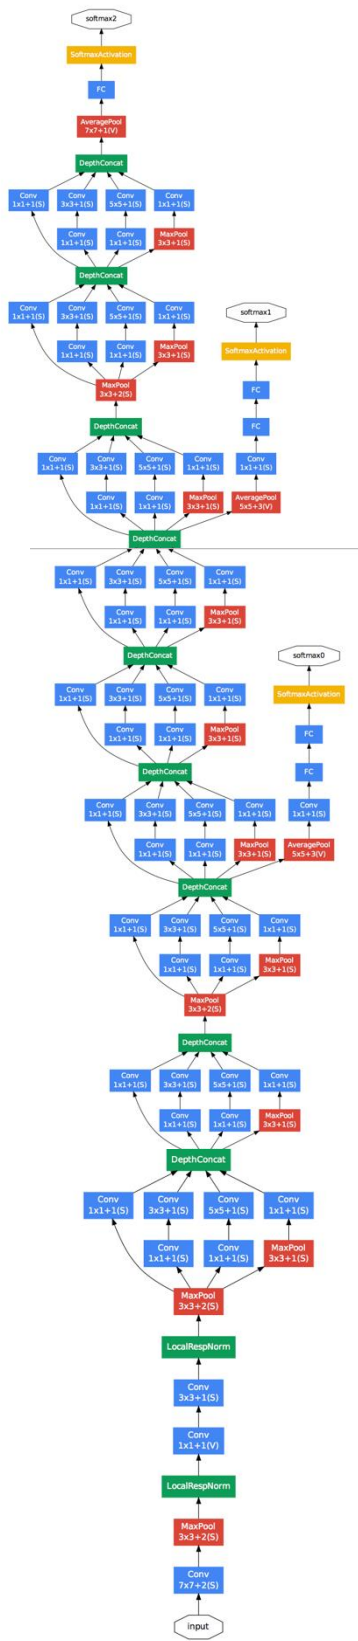 softmax2
SoftmaxActivation
FC
AveragePool
7x7+1(V)
DepthConcat
Conv Conv Conv Conv
1x1+1(S) 3x3+1(S) 5x5+1(S) 1x1+1(S)
Conv Conv MaxPool
1x1+1(S) 1x1+1(S) 3x3+1(S)
DepthConcat
Conv Conv Conv Conv
1x1+1(S) 3x3+1(S) 5x5+1(S) 1x1+1(S)
softmax1
Conv Conv MaxPool
1x1+1(S) 1x1+1(S) 3x3+1(S)
SoftmaxActivation
MaxPool
3x3+2(S)
FC
DepthConcat
FC
Conv Conv Conv Conv Conv
1x1+1(S) 3x3+1(S) 5x5+1(S) 1x1+1(S) 1x1+1(S)
Conv Conv MaxPool AveragePool
1x1+1(S) 1x1+1(S) 3x3+1(S) 5x5+3(V)
DepthConcat
Conv Conv Conv Conv
1x1+1(S) 3x3+1(S) 5x5+1(S) 1x1+1(S)
Conv Conv MaxPool
1x1+1(S) 1x1+1(S) 3x3+1(S)
DepthConcat
softmax0
Conv Conv Conv Conv
1x1+1(S) 3x3+1(S) 5x5+1(S) 1x1+1(S)
SoftmaxActivation
Conv Conv MaxPool
1x1+1(S) 1x1+1(S) 3x3+1(S)
FC
DepthConcat
FC
Conv Conv Conv Conv Conv
1x1+1(S) 3x3+1(S) 5x5+1(S) 1x1+1(S) 1x1+1(S)
Conv Conv MaxPool AveragePool
1x1+1(S) 1x1+1(S) 3x3+1(S) 5x5+3(V)
DepthConcat
Conv Conv Conv Conv
1x1+1(S) 3x3+1(S) 5x5+1(S) 1x1+1(S)
Conv Conv MaxPool
1x1+1(S) 1x1+1(S) 3x3+1(S)
MaxPool
3x3+2(S)
DepthConcat
Conv Conv Conv Conv
1x1+1(S) 3x3+1(S) 5x5+1(S) 1x1+1(S)
Conv Conv MaxPool
1x1+1(S) 1x1+1(S) 3x3+1(S)
DepthConcat
Conv Conv Conv Conv
1x1+1(S) 3x3+1(S) 5x5+1(S) 1x1+1(S)
Conv Conv MaxPool
1x1+1(S) 1x1+1(S) 3x3+1(S)
MaxPool
3x3+2(S)
LocalRespNorm
Conv
3x3+1(S)
Conv
1x1+1(V)
LocalRespNorm
MaxPool
3x3+2(S)
Conv
7x7+2(S)
input